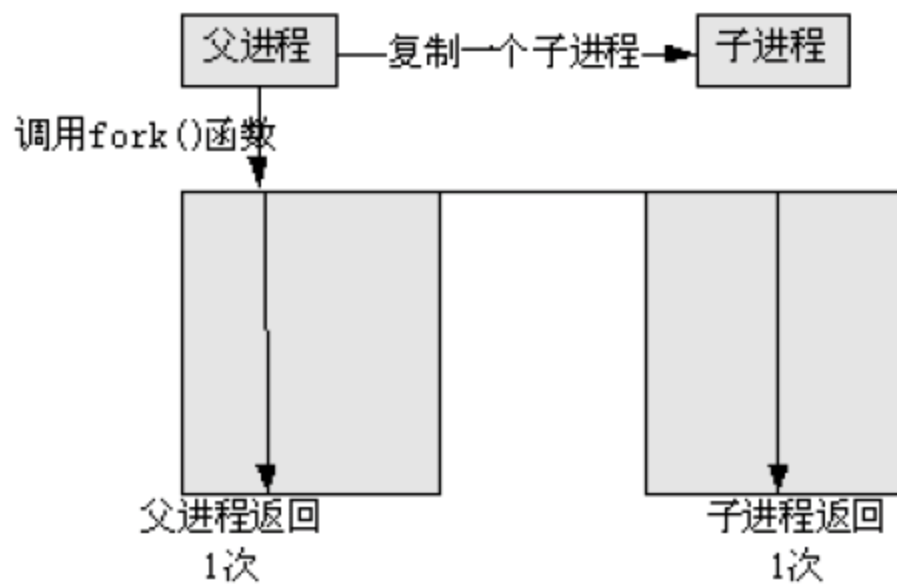 父进程
复制一个子进程
子进程
调用fork()函数
父进程返回
1次
子进程返回
1次